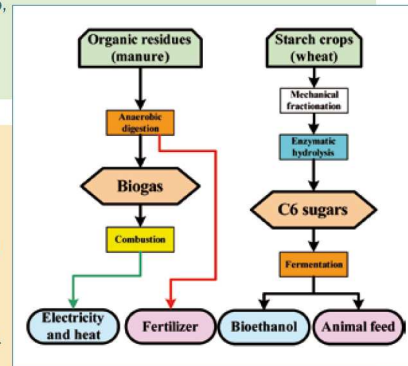 Organic residues
(manure)
Starch crops
(wheat)
Mechanical
fractionation
Anaerobic
digestion
Enzymatic
hydrolysis
Biogas
C6 sugars
Combustion
Fermentation
Electricity
and heat
Fertilizer
Bioethanol
Animal feed